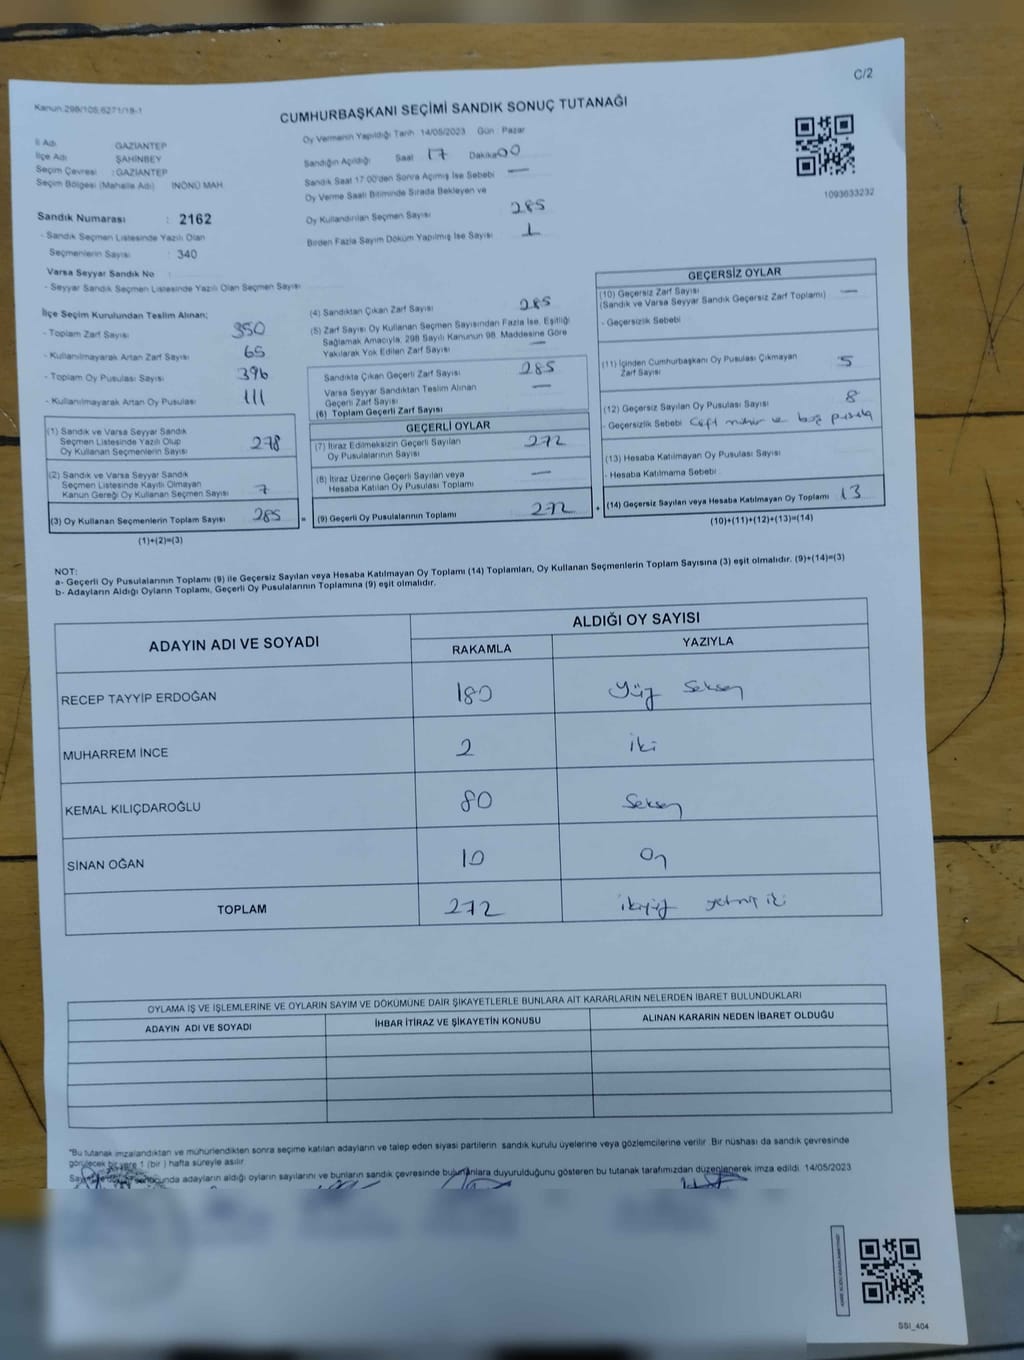 C/2
Kanun:298/105;6271/18-1
CUMHURBAŞKANI SEÇİMİ SANDIK SONUÇ TUTANAĞI
İl Adı GAZİANTEP
İlçe Adı ŞAHİNBEY
Seçim Çevresi : GAZİANTEP
Seçim Bölgesi (Mahalle Adı) İNÖNÜ MAH.
Sandık Numarası : 2162
- Sandık Seçmen Listesinde Yazılı Olan
Seçmenlerin Sayısı : 340
Varsa Seyyar Sandık No
- Seyyar Sandık Seçmen Listesinde Yazılı Olan Seçmen Sayısı
Oy Vermenin Yapıldığı Tarih 14/05/2023 Gün : Pazar
Sandığın Açıldığı Saat 17 Dakika 00
Sandık Saat 17:00'den Sonra Açımış İse Sebebi —
Oy Verme Saati Bitiminde Sırada Bekleyen ve
Oy Kullandırılan Seçmen Sayısı 285
Birden Fazla Sayım Döküm Yapılmış İse Sayısı 1
1093633232
İlçe Seçim Kurulundan Teslim Alınan;
- Toplam Zarf Sayısı 350
- Kullanılmayarak Artan Zarf Sayısı 65
- Toplam Oy Pusulası Sayısı 396
- Kullanılmayarak Artan Oy Pusulası 111
(1) Sandık ve Varsa Seyyar Sandık
Seçmen Listesinde Yazılı Olup
Oy Kullanan Seçmenlerin Sayısı 278
(2) Sandık ve Varsa Seyyar Sandık
Seçmen Listesinde Kayıtlı Olmayan
Kanun Gereği Oy Kullanan Seçmen Sayısı 7
(3) Oy Kullanan Seçmenlerin Toplam Sayısı 285 =
(1)+(2)=(3)
(4) Sandıktan Çıkan Zarf Sayısı 285
(5) Zarf Sayısı Oy Kullanan Seçmen Sayısından Fazla İse, Eşitliği
Sağlamak Amacıyla, 298 Sayılı Kanunun 98. Maddesine Göre
Yakılarak Yok Edilen Zarf Sayısı —
Sandıkta Çıkan Geçerli Zarf Sayısı 285
Varsa Seyyar Sandıktan Teslim Alınan
Geçerli Zarf Sayısı —
(6) Toplam Geçerli Zarf Sayısı
GEÇERLİ OYLAR
(7) İtiraz Edilmeksizin Geçerli Sayılan
Oy Pusulalarının Sayısı 272
(8) İtiraz Üzerine Geçerli Sayılan veya
Hesaba Katılan Oy Pusulası Toplamı —
(9) Geçerli Oy Pusulalarının Toplamı 272 +
GEÇERSİZ OYLAR
(10) Geçersiz Zarf Sayısı —
(Sandık ve Varsa Seyyar Sandık Geçersiz Zarf Toplamı)
- Geçersizlik Sebebi
(11) İçinden Cumhurbaşkanı Oy Pusulası Çıkmayan
Zarf Sayısı 5
(12) Geçersiz Sayılan Oy Pusulası Sayısı 8
- Geçersizlik Sebebi Çift mühür ve boş pusula
(13) Hesaba Katılmayan Oy Pusulası Sayısı
- Hesaba Katılmama Sebebi
(14) Geçersiz Sayılan veya Hesaba Katılmayan Oy Toplamı 13
(10)+(11)+(12)+(13)=(14)
NOT:
a- Geçerli Oy Pusulalarının Toplamı (9) ile Geçersiz Sayılan veya Hesaba Katılmayan Oy Toplamı (14) Toplamları, Oy Kullanan Seçmenlerin Toplam Sayısına (3) eşit olmalıdır. (9)+(14)=(3)
b- Adayların Aldığı Oyların Toplamı, Geçerli Oy Pusulalarının Toplamına (9) eşit olmalıdır.
ADAYIN ADI VE SOYADI
ALDIĞI OY SAYISI
RAKAMLA YAZIYLA
RECEP TAYYİP ERDOĞAN 180 Yüz Seksen
MUHARREM İNCE 2 iki
KEMAL KILIÇDAROĞLU 80 Seksen
SİNAN OĞAN 10 On
TOPLAM 272 ikiyüz yetmiş iki
OYLAMA İŞ VE İŞLEMLERİNE VE OYLARIN SAYIM VE DÖKÜMÜNE DAİR ŞİKAYETLERLE BUNLARA AİT KARARLARIN NELERDEN İBARET BULUNDUKLARI
ADAYIN ADI VE SOYADI İHBAR İTİRAZ VE ŞİKAYETİN KONUSU ALINAN KARARIN NEDEN İBARET OLDUĞU
"Bu tutanak imzalandıktan ve mühürlendikten sonra seçime katılan adayların ve talep eden siyasi partilerin sandık kurulu üyelerine veya gözlemcilerine verilir. Bir nüshası da sandık çevresinde
görülecek bir yere 1 (bir) hafta süreyle asılır.
sonucunda adayların aldığı oyların sayılarını ve bunların sandık çevresinde bulunanlara duyurulduğunu gösteren bu tutanak tarafımızdan düzenlenerek imza edildi. 14/05/2023
SSI_404